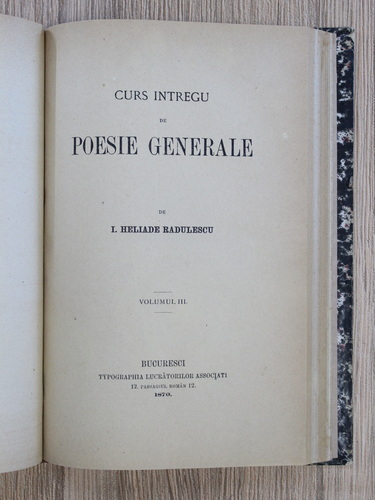 CURS INTREGU
DE
POESIE GENERALE
DE
I. HELIADE RADULESCU
VOLUMUL III.
BUCURESCI
TYPOGRAPHIA LUCRĂTORILOR ASSOCIAȚI
12, PASSAGIUL ROMÂN 12.
1870.